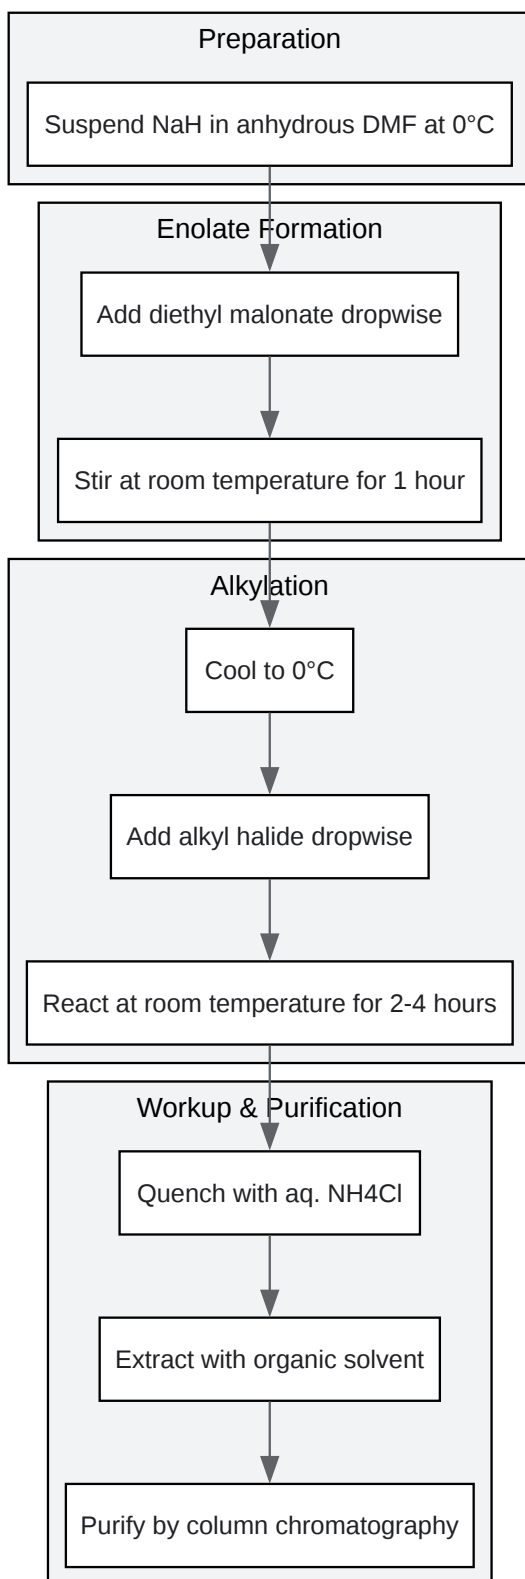 Preparation
Suspend NaH in anhydrous DMF at 0°C
Enolate Formation
Add diethyl malonate dropwise
Stir at room temperature for 1 hour
Alkylation
Cool to 0°C
Add alkyl halide dropwise
React at room temperature for 2-4 hours
Workup & Purification
Quench with aq. NH4Cl
Extract with organic solvent
Purify by column chromatography